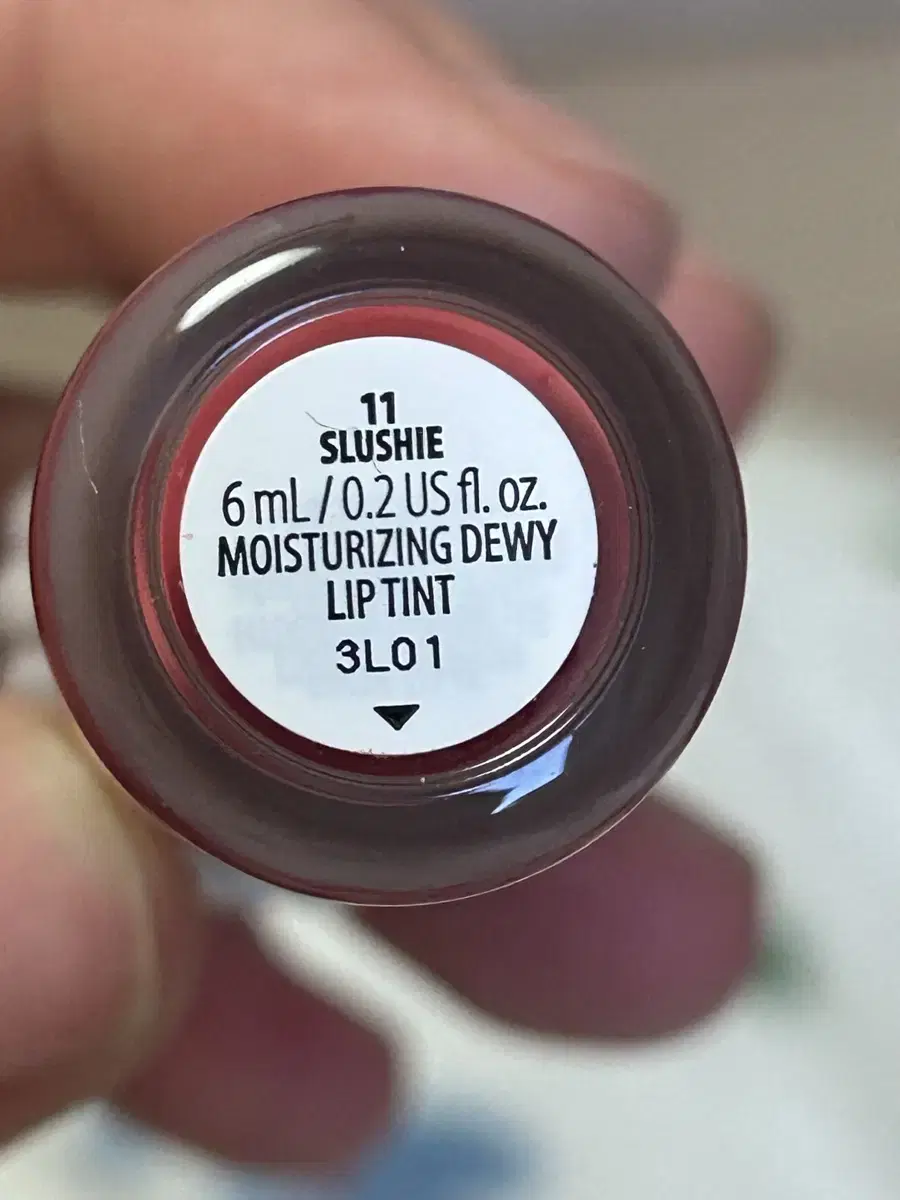 11
SLUSHIE
6 mL / 0.2 US fl. oz.
MOISTURIZING DEWY
LIP TINT
3L01